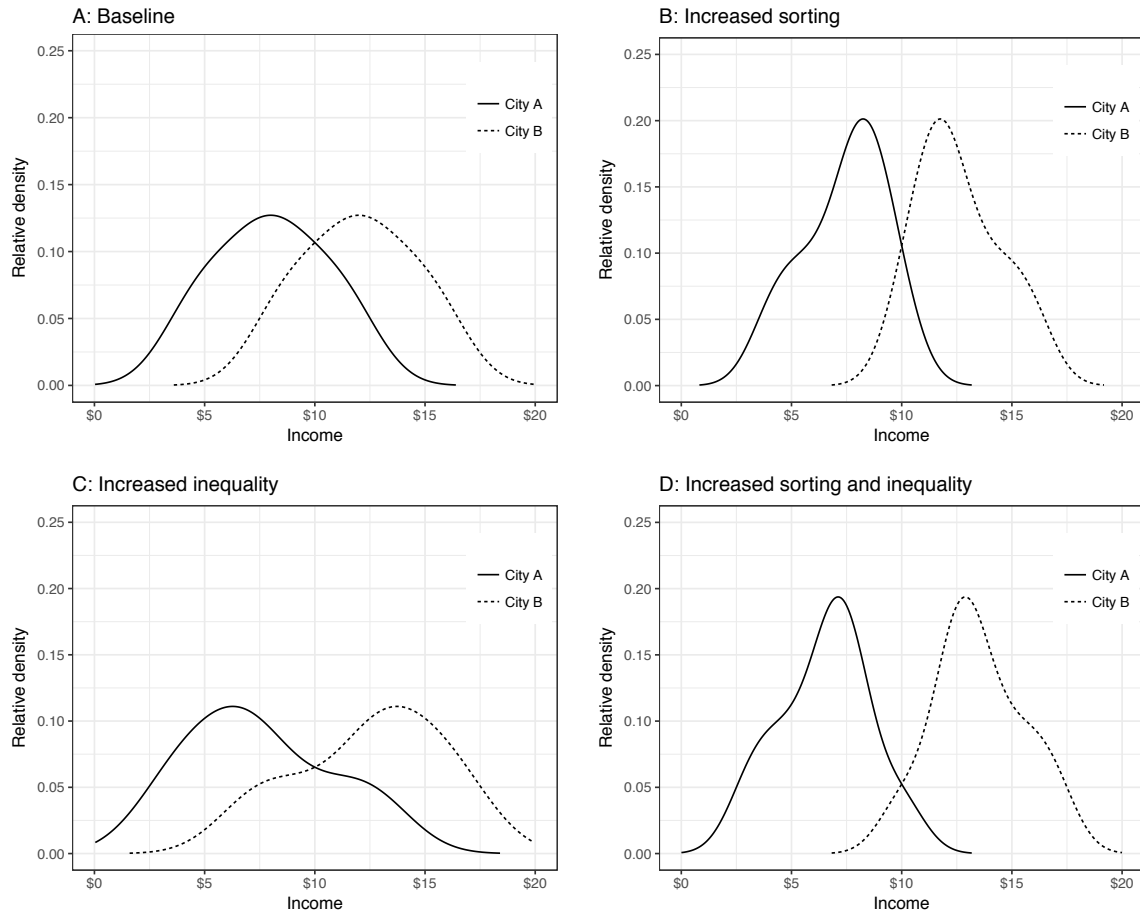 A: Baseline
0.25
0.20
0.15
0.10
0.05
0.00
Relative density
City A
City B
$0
$5
$10
$15
$20
Income
B: Increased sorting
0.25
0.20
0.15
0.10
0.05
0.00
Relative density
City A
City B
$0
$5
$10
$15
$20
Income
C: Increased inequality
0.25
0.20
0.15
0.10
0.05
0.00
Relative density
City A
City B
$0
$5
$10
$15
$20
Income
D: Increased sorting and inequality
0.25
0.20
0.15
0.10
0.05
0.00
Relative density
City A
City B
$0
$5
$10
$15
$20
Income